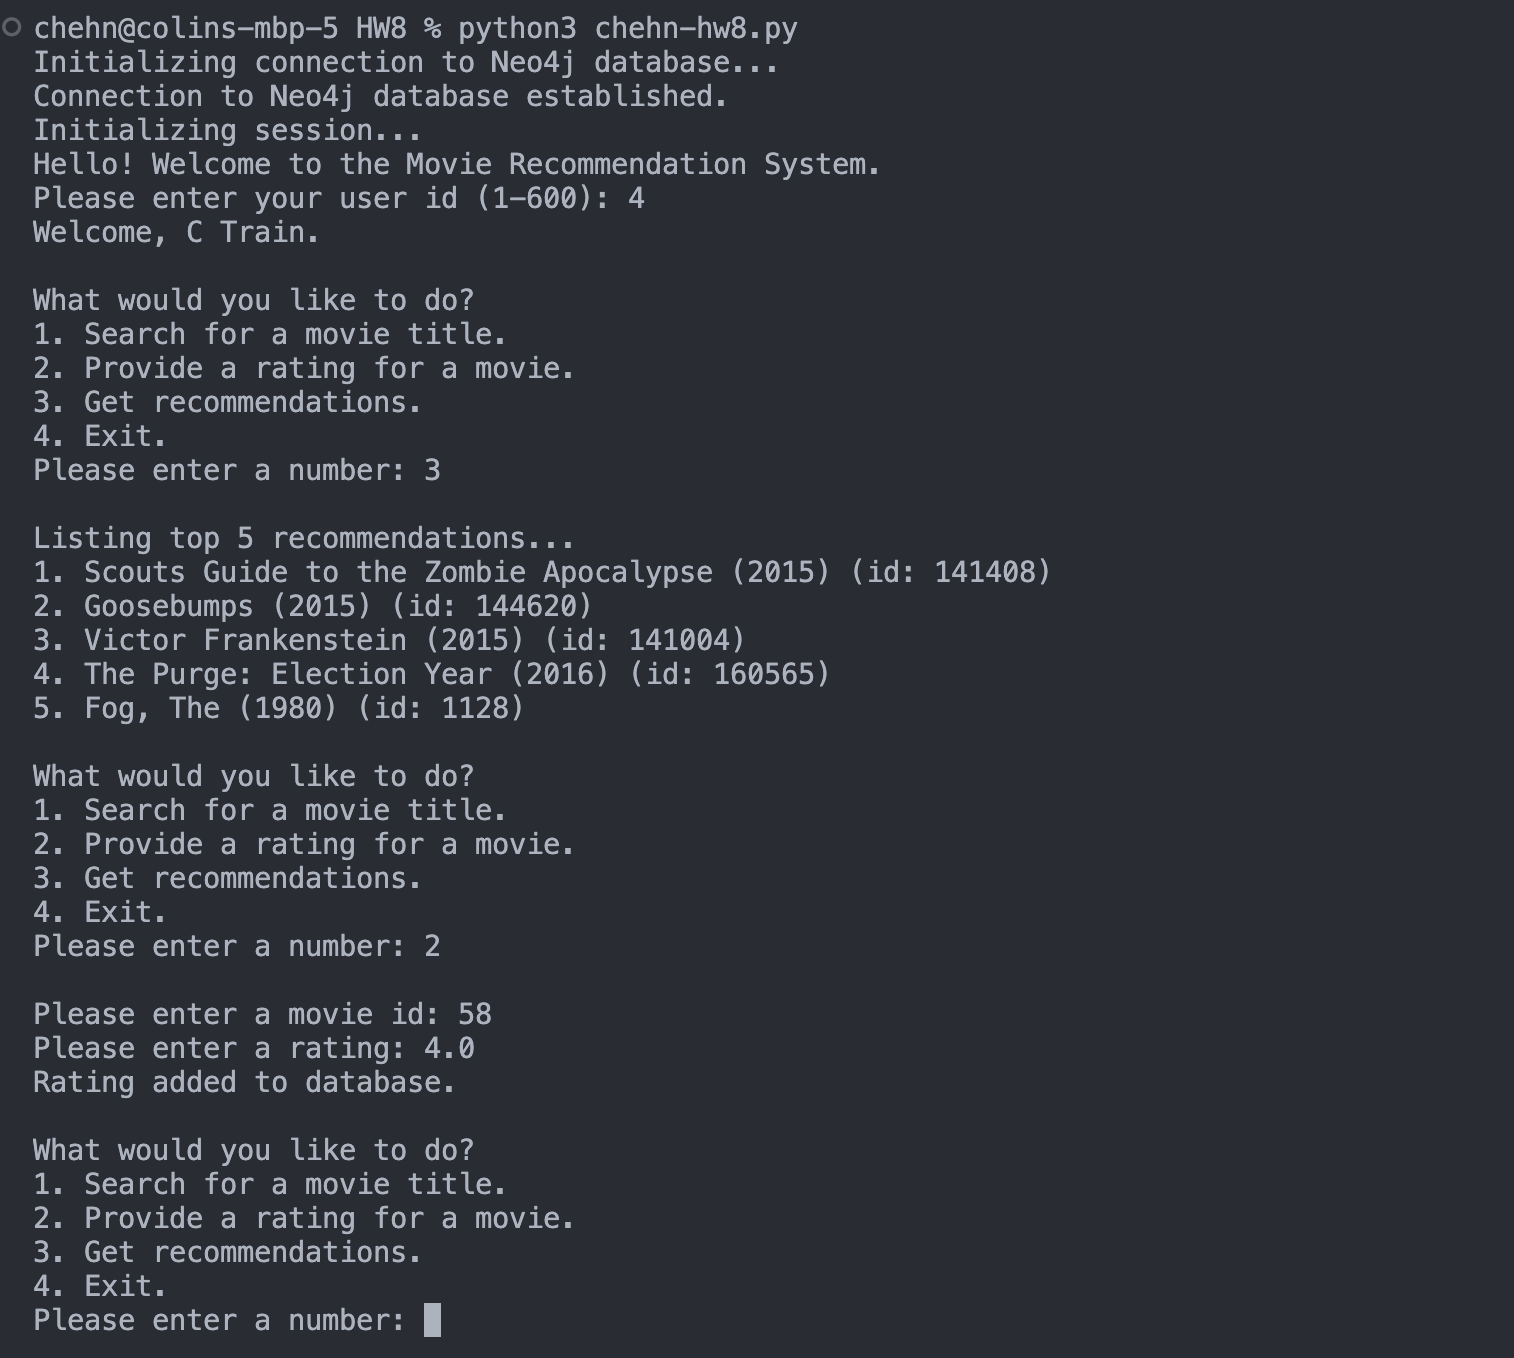 chehn@colins-mbp-5 HW8 % python3 chehn-hw8.py
Initializing connection to Neo4j database...
Connection to Neo4j database established.
Initializing session...
Hello! Welcome to the Movie Recommendation System.
Please enter your user id (1-600): 4
Welcome, C Train.

What would you like to do?
1. Search for a movie title.
2. Provide a rating for a movie.
3. Get recommendations.
4. Exit.
Please enter a number: 3

Listing top 5 recommendations...
1. Scouts Guide to the Zombie Apocalypse (2015) (id: 141408)
2. Goosebumps (2015) (id: 144620)
3. Victor Frankenstein (2015) (id: 141004)
4. The Purge: Election Year (2016) (id: 160565)
5. Fog, The (1980) (id: 1128)

What would you like to do?
1. Search for a movie title.
2. Provide a rating for a movie.
3. Get recommendations.
4. Exit.
Please enter a number: 2

Please enter a movie id: 58
Please enter a rating: 4.0
Rating added to database.

What would you like to do?
1. Search for a movie title.
2. Provide a rating for a movie.
3. Get recommendations.
4. Exit.
Please enter a number: